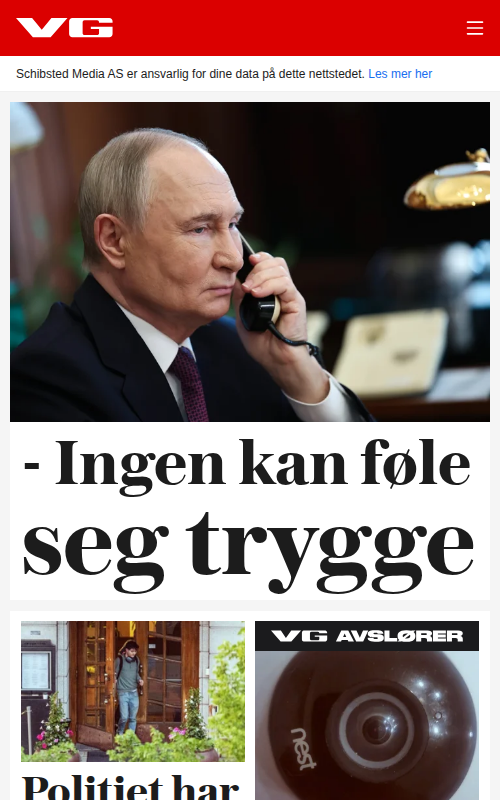 VG
Schibsted Media AS er ansvarlig for dine data på dette nettstedet. Les mer her
- Ingen kan føle
seg trygge
Politiet har
VG AVSLØRER
nest